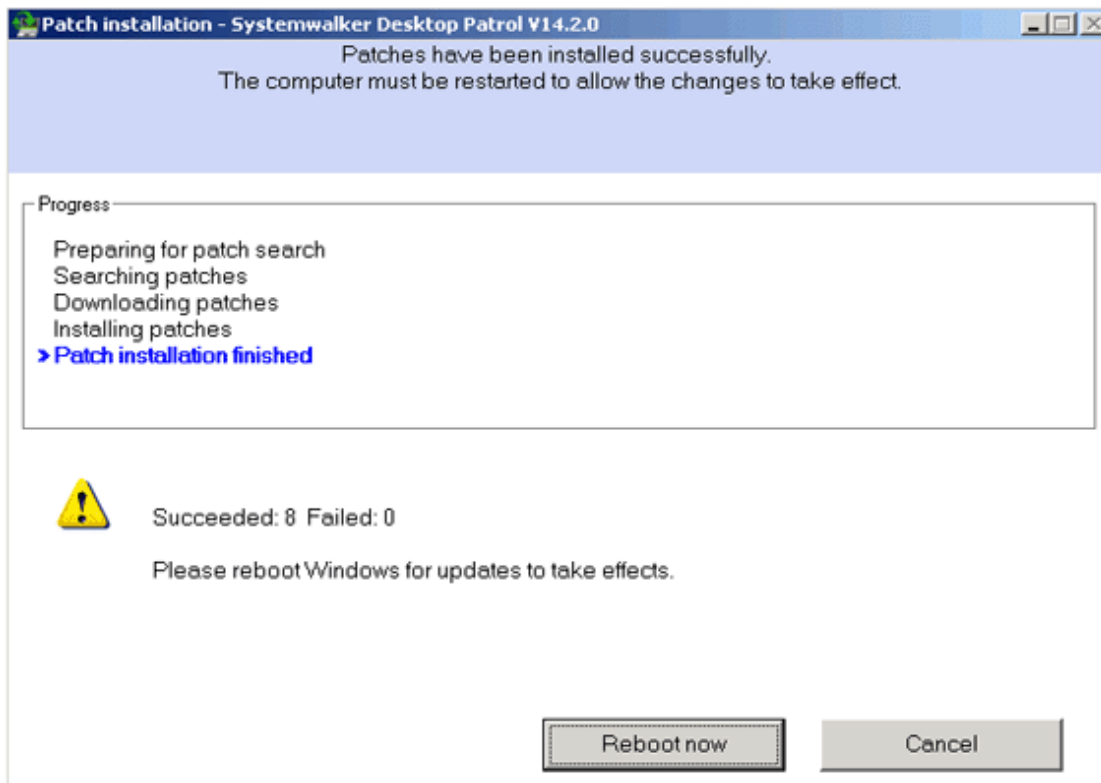 Patch installation - Systemwalker Desktop Patrol V14.2.0
Patches have been installed successfully.
The computer must be restarted to allow the changes to take effect.
Progress
Preparing for patch search
Searching patches
Downloading patches
Installing patches
> Patch installation finished
Succeeded: 8 Failed: 0
Please reboot Windows for updates to take effects.
Reboot now
Cancel